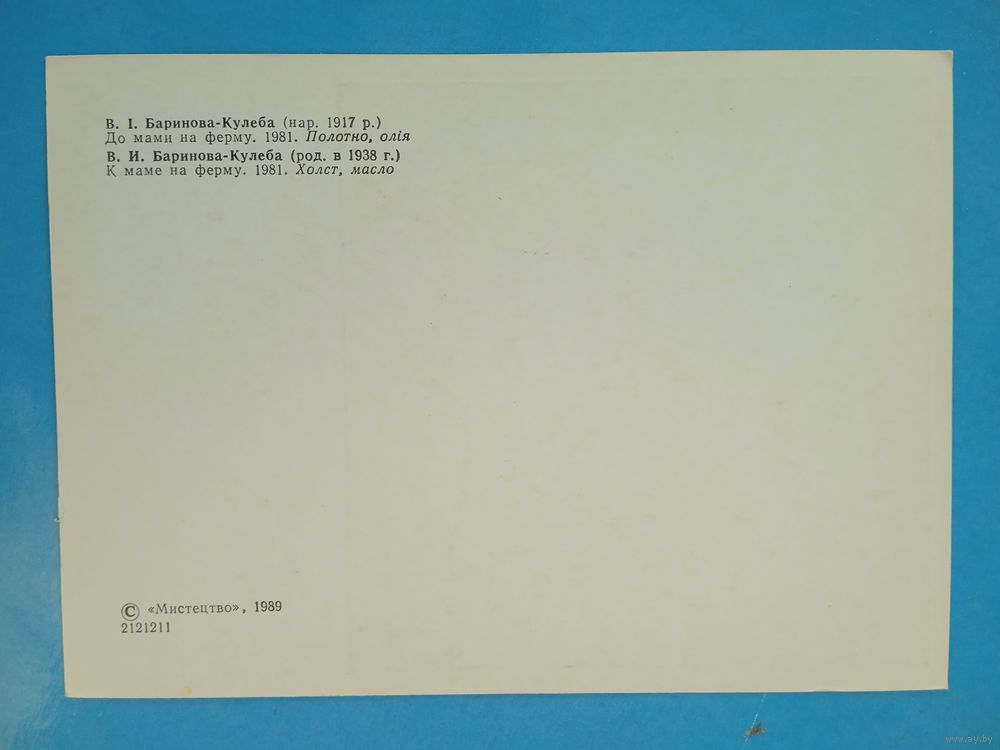 В. І. Баринова-Кулеба (нар. 1917 р.)
До мами на ферму. 1981. Полотно, олія
В. И. Баринова-Кулеба (род. в 1938 г.)
К маме на ферму. 1981. Холст, масло
© «Мистецтво», 1989
2121211
www.ay.by